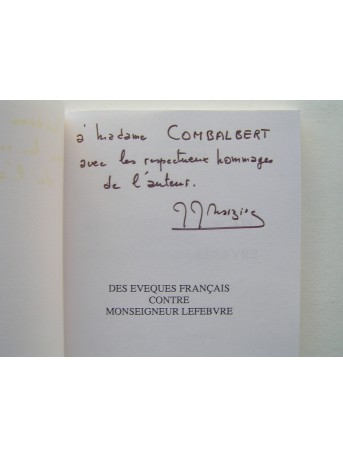 à madame COMBALBERT
avec les respectueux hommages
de l'auteur.
DES EVEQUES FRANÇAIS
CONTRE
MONSEIGNEUR LEFEBVRE